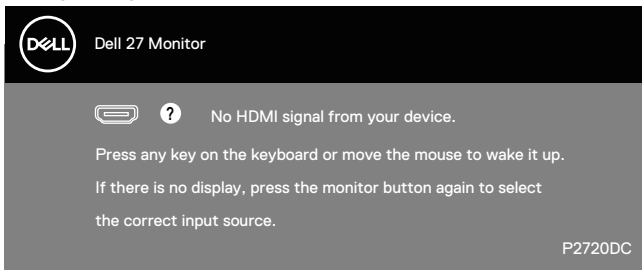 DELL
Dell 27 Monitor
? No HDMI signal from your device.
Press any key on the keyboard or move the mouse to wake it up.
If there is no display, press the monitor button again to select
the correct input source.
P2720DC